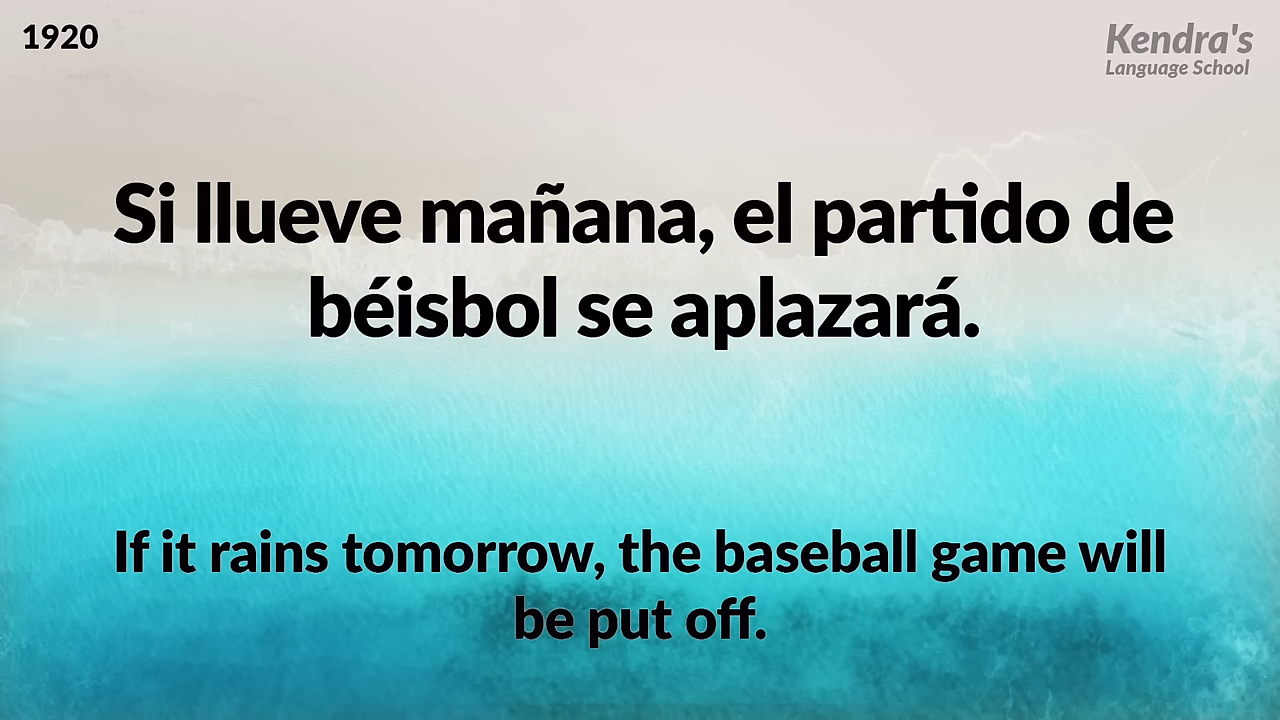 1920
Kendra's
Language School
Si llueve mañana, el partido de
béisbol se aplazará.
If it rains tomorrow, the baseball game will
be put off.